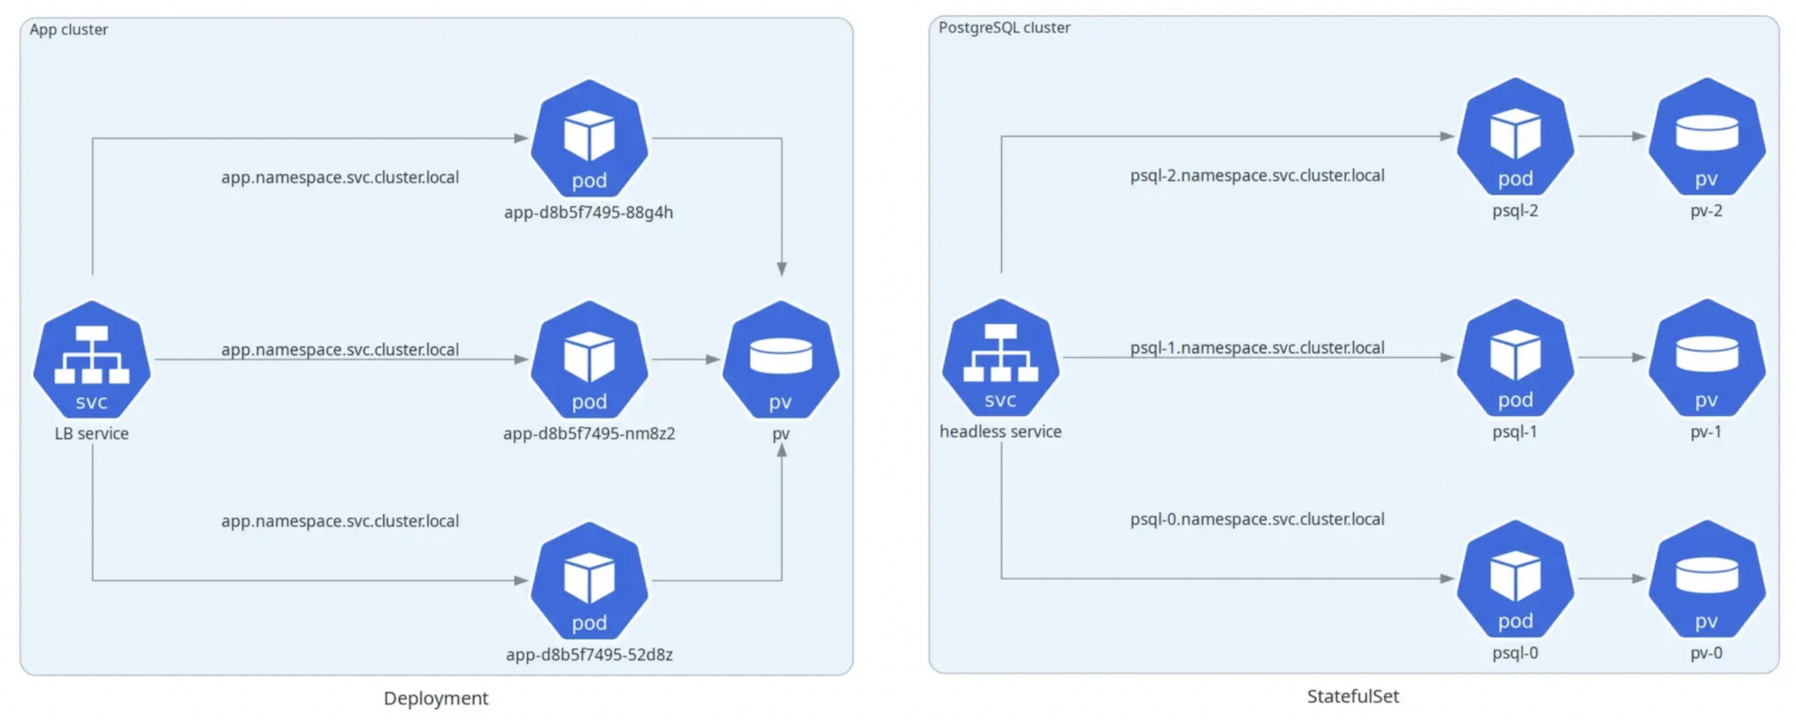 App cluster
pod
app.namespace.svc.cluster.local
app-d8b5f7495-88g4h
app.namespace.svc.cluster.local
svc
pod
pv
LB service
app-d8b5f7495-nm8z2
pv
app.namespace.svc.cluster.local
pod
app-d8b5f7495-52d8z
Deployment
PostgreSQL cluster
psql-2.namespace.svc.cluster.local
pod
pv
psql-2
pv-2
psql-1.namespace.svc.cluster.local
svc
pod
pv
headless service
psql-1
pv-1
psql-0.namespace.svc.cluster.local
pod
pv
psql-0
pv-0
StatefulSet